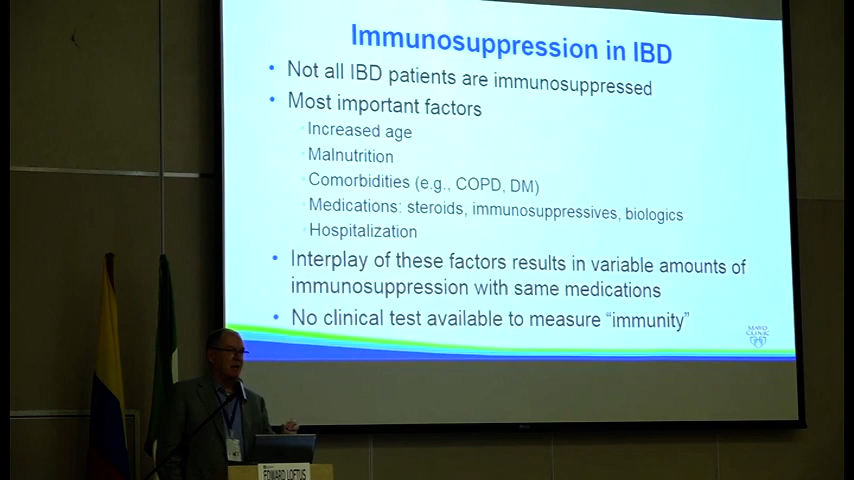 Immunosuppression in IBD
• Not all IBD patients are immunosuppressed
• Most important factors
Increased age
Malnutrition
Comorbidities (e.g., COPD, DM)
Medications: steroids, immunosuppressives, biologics
Hospitalization
• Interplay of these factors results in variable amounts of
immunosuppression with same medications
• No clinical test available to measure “immunity”
MAYO
CLINIC
EDWARD LOFTUS